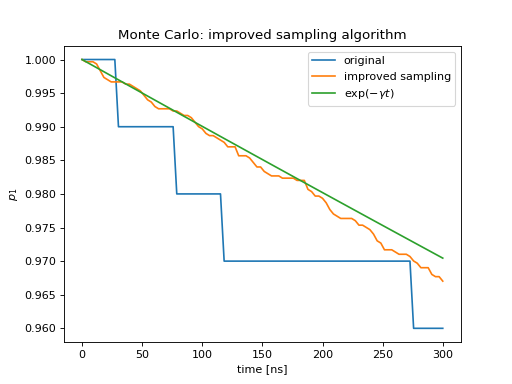 Monte Carlo: improved sampling algorithm
original
improved sampling
exp(−γt)
1.000
0.995
0.990
0.985
0.980
0.975
0.970
0.965
0.960
p₁
0
50
100
150
200
250
300
time [ns]